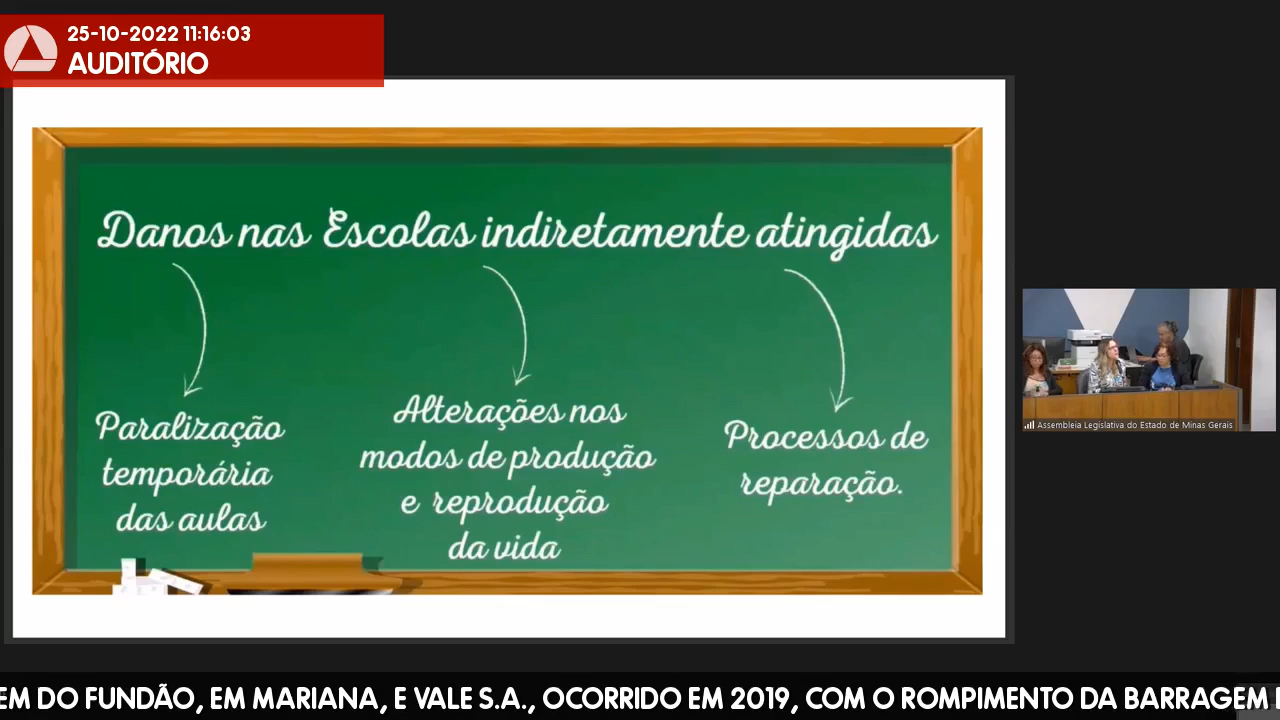 25-10-2022 11:16:03
AUDITÓRIO
Danos nas Escolas indiretamente atingidas
Paralização
temporária
das aulas
Alterações nos
modos de produção
e reprodução
da vida
Processos de
reparação.
Assembleia Legislativa do Estado de Minas Gerais
EM DO FUNDÃO, EM MARIANA, E VALE S.A., OCORRIDO EM 2019, COM O ROMPIMENTO DA BARRAGEM